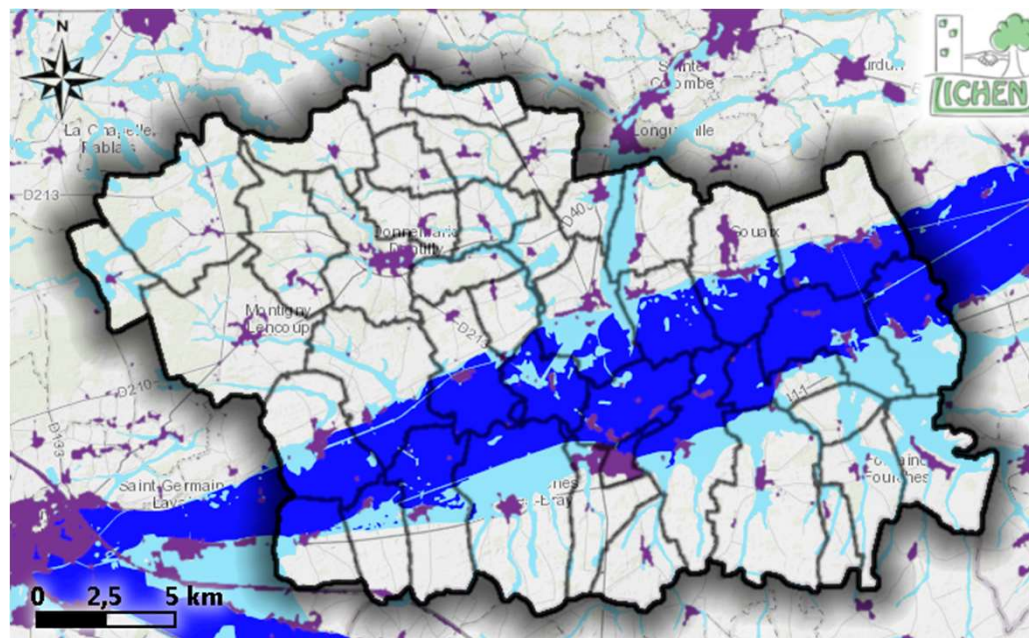 N
LICHEN
Sainte
Colombe
Longueville
La Chapelle
Rablais
D213
D40
Donnemarie
Dontilly
Gouaix
Montigny
Lencoup
D213
D210
D133
Saint Germain
Laval
Fontaine
Fourches
0 2,5 5 km